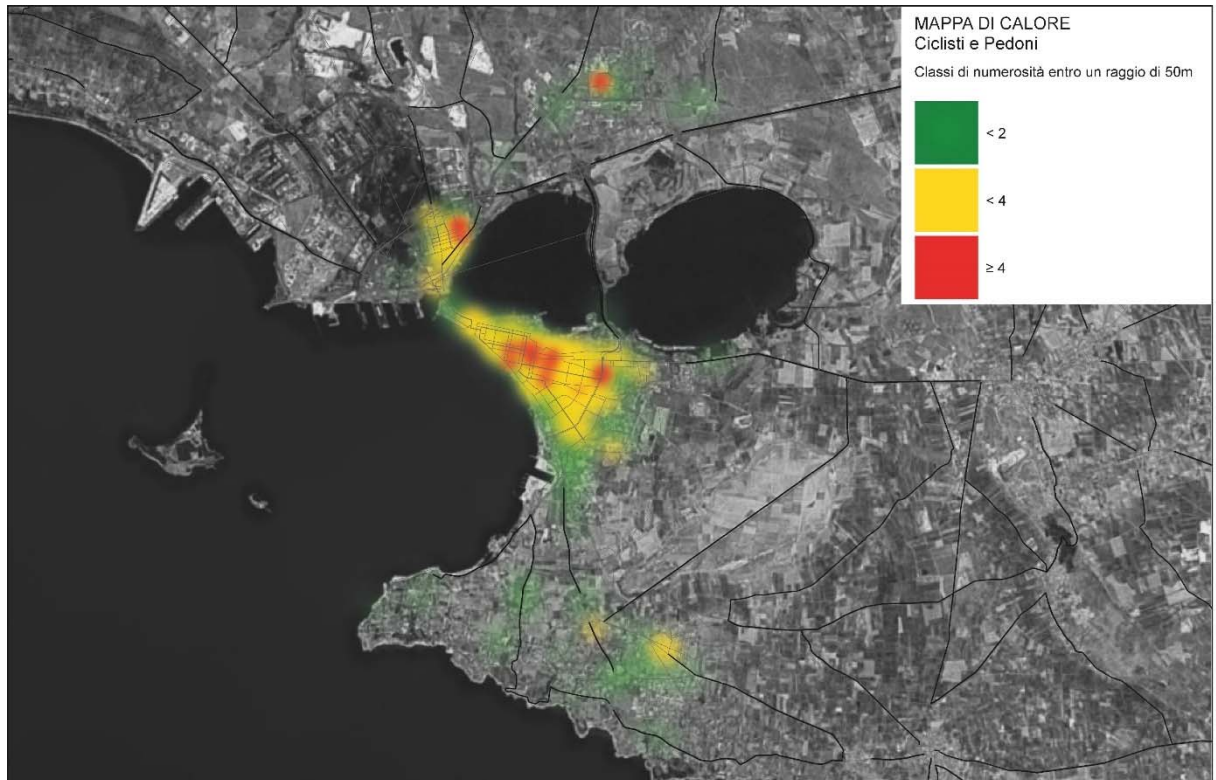 MAPPA DI CALORE
Ciclisti e Pedoni
Classi di numerosità entro un raggio di 50m
< 2
< 4
≥ 4